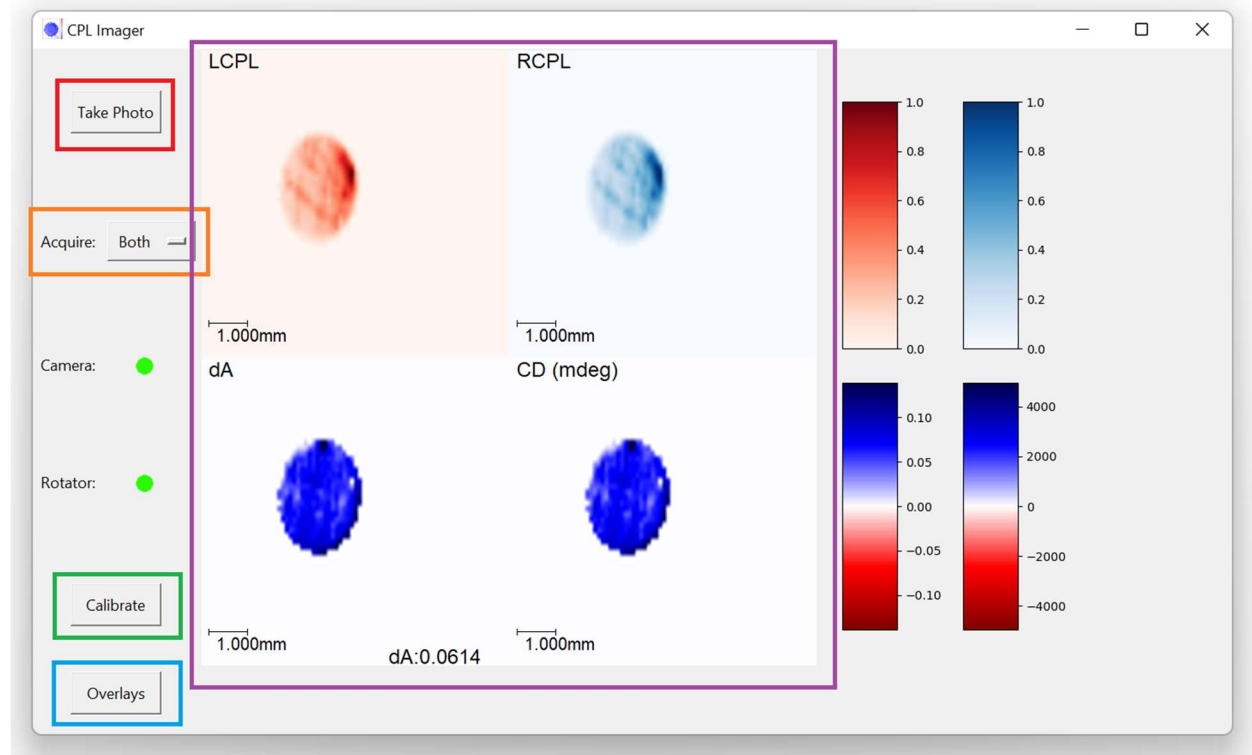 CPL Imager
Take Photo
Acquire: Both
Camera:
Rotator:
Calibrate
Overlays
LCPL
RCPL
1.000mm
1.000mm
dA
CD (mdeg)
1.000mm
dA:0.0614
1.000mm
1.0
0.8
0.6
0.4
0.2
0.0
1.0
0.8
0.6
0.4
0.2
0.0
0.10
0.05
0.00
−0.05
−0.10
4000
2000
0
−2000
−4000